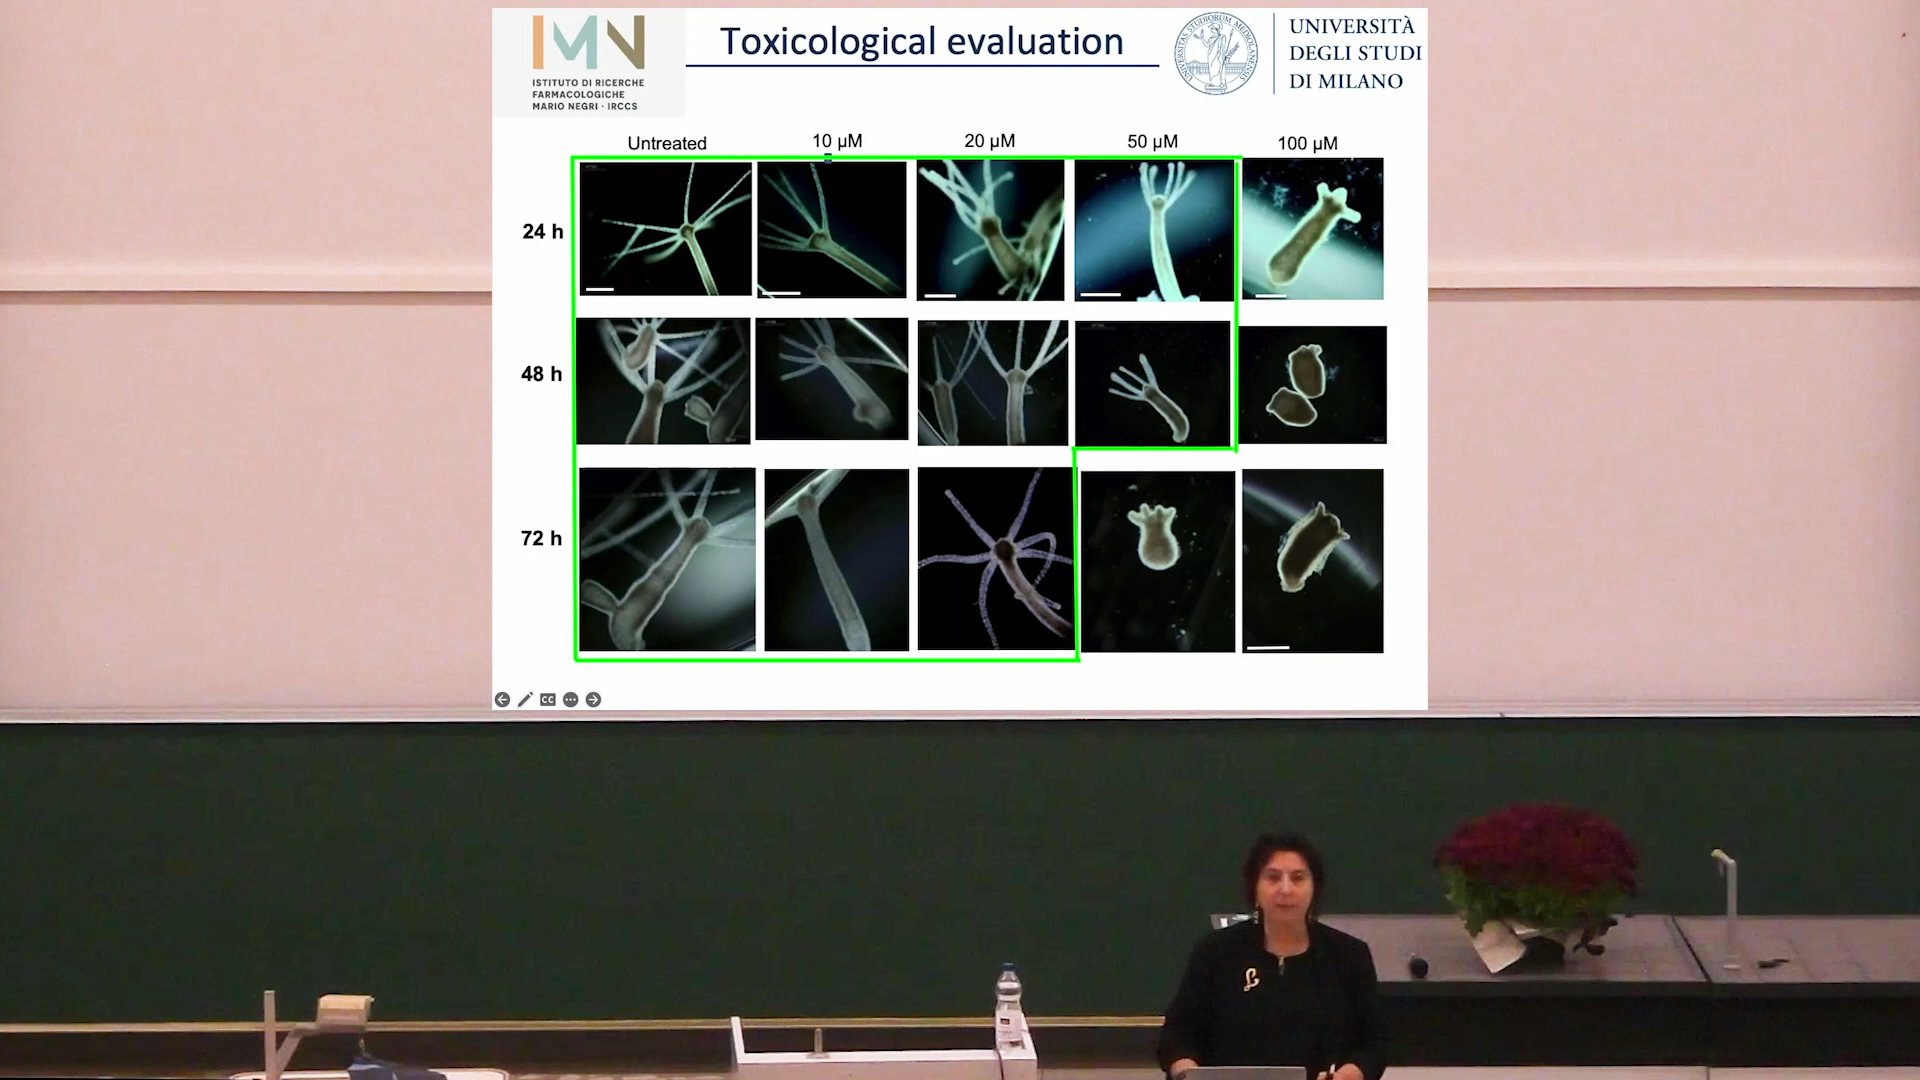 IMN
ISTITUTO DI RICERCHE
FARMACOLOGICHE
MARIO NEGRI · IRCCS
Toxicological evaluation
UNIVERSITÀ
DEGLI STUDI
DI MILANO
Untreated 10 µM 20 µM 50 µM 100 µM
24 h
48 h
72 h
CC